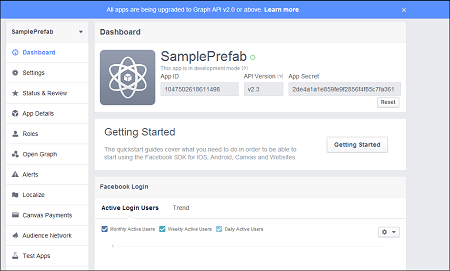 All apps are being upgraded to Graph API v2.0 or above. Learn more. ×
SamplePrefab
Dashboard
Settings
Status & Review
App Details
Roles
Open Graph
Alerts
Localize
Canvas Payments
Audience Network
Test Apps
Dashboard
SamplePrefab
This app is in development mode [?]
App ID API Version [?] App Secret
1047502618611498 v2.3
Reset
Getting Started
The quickstart guides cover what you need to do in order to be able to
start using the Facebook SDK for iOS, Android, Canvas and Websites
Getting Started
Facebook Login
Active Login Users Trend
Monthly Active Users Weekly Active Users Daily Active Users